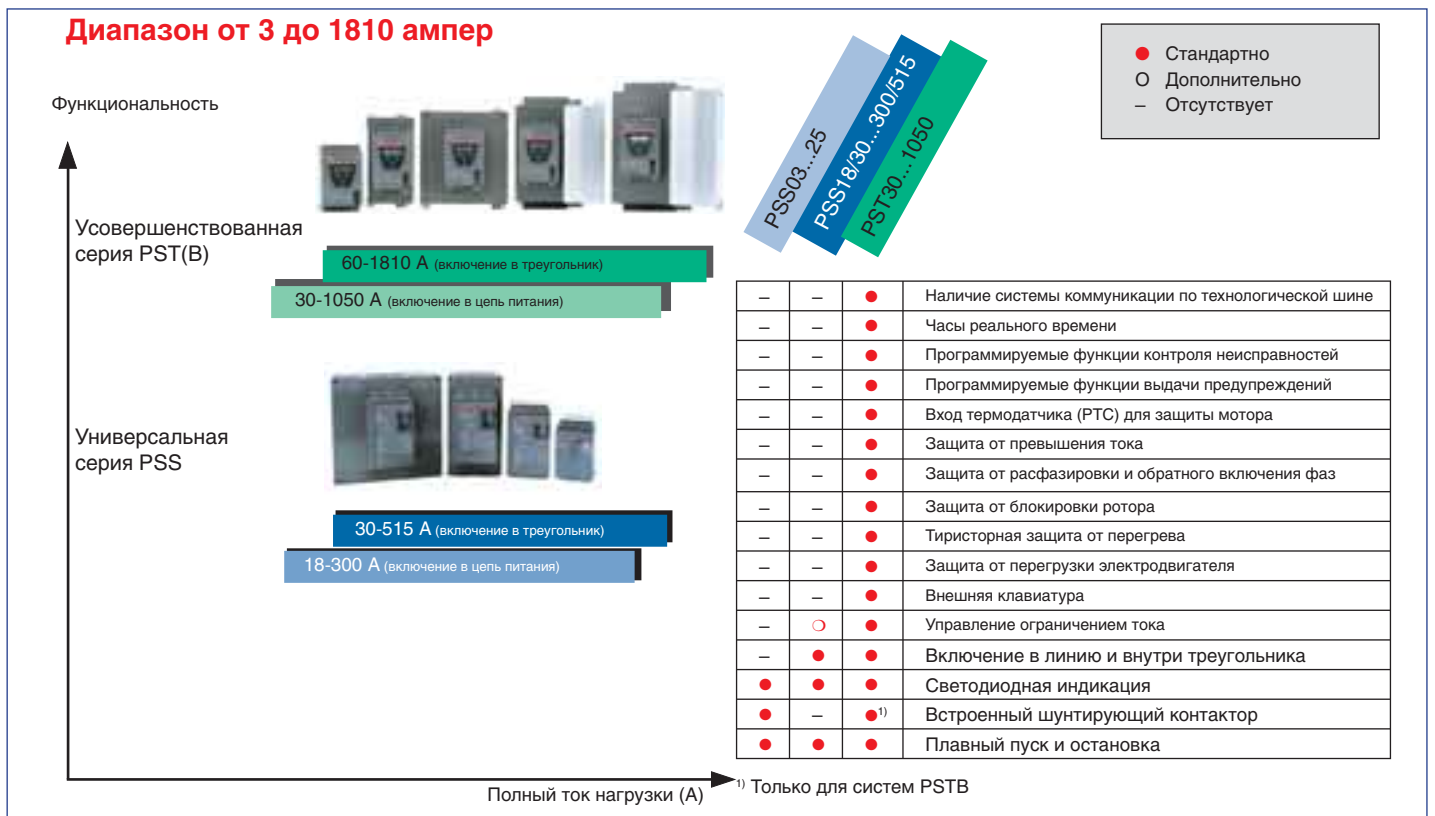 Диапазон от 3 до 1810 ампер
Функциональность
Усовершенствованная
серия PST(B)
60-1810 A (включение в треугольник)
30-1050 A (включение в цепь питания)
Универсальная
серия PSS
30-515 A (включение в треугольник)
18-300 A (включение в цепь питания)
Полный ток нагрузки (A)
PSS03...25
PSS18/30...300/515
PST30...1050
● Стандартно
O Дополнительно
– Отсутствует
– – ● Наличие системы коммуникации по технологической шине
– – ● Часы реального времени
– – ● Программируемые функции контроля неисправностей
– – ● Программируемые функции выдачи предупреждений
– – ● Вход термодатчика (PTC) для защиты мотора
– – ● Защита от превышения тока
– – ● Защита от расфазировки и обратного включения фаз
– – ● Защита от блокировки ротора
– – ● Тиристорная защита от перегрева
– – ● Защита от перегрузки электродвигателя
– – ● Внешняя клавиатура
– ❍ ● Управление ограничением тока
– ● ● Включение в линию и внутри треугольника
● ● ● Светодиодная индикация
● – ●1) Встроенный шунтирующий контактор
● ● ● Плавный пуск и остановка
1) Только для систем PSTB